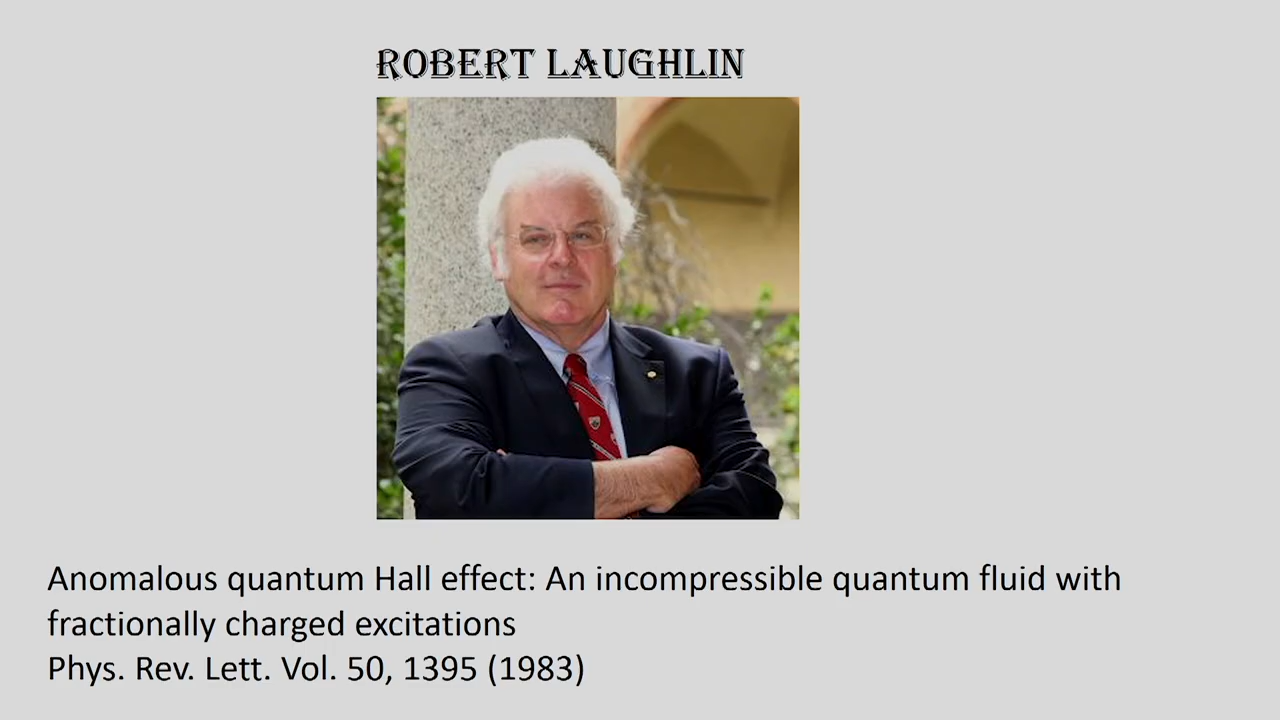 ROBERT LAUGHLIN
Anomalous quantum Hall effect: An incompressible quantum fluid with
fractionally charged excitations
Phys. Rev. Lett. Vol. 50, 1395 (1983)